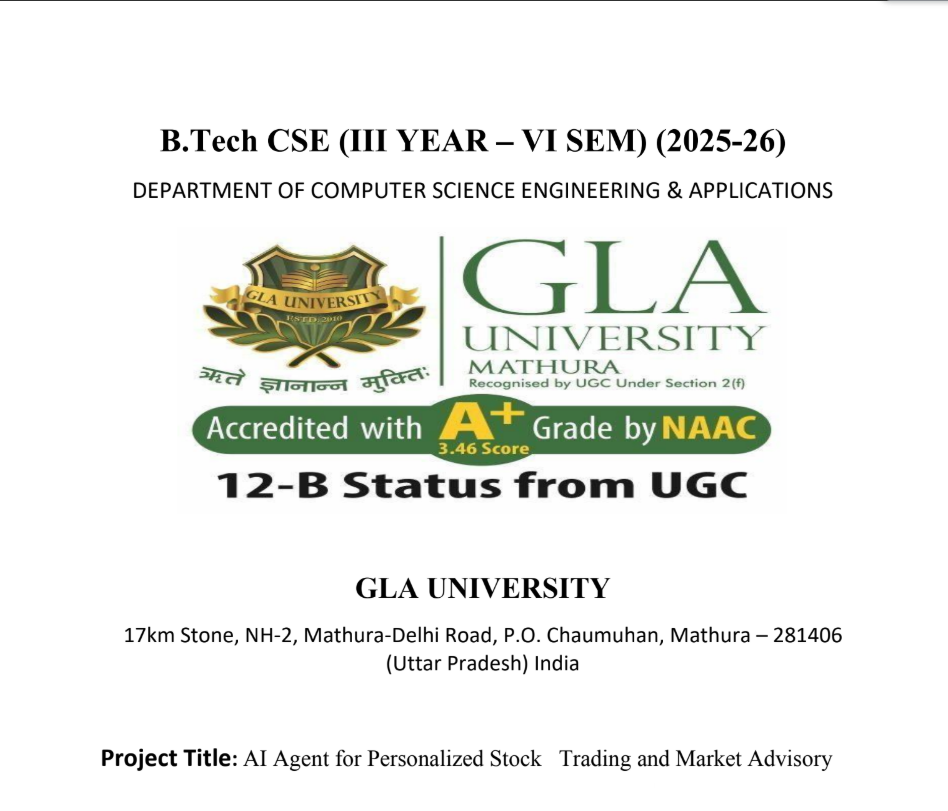 B.Tech CSE (III YEAR – VI SEM) (2025-26)
DEPARTMENT OF COMPUTER SCIENCE ENGINEERING & APPLICATIONS
GLA UNIVERSITY
ESTD. 2010
ऋते ज्ञानान्न मुक्तिः
GLA
UNIVERSITY
MATHURA
Recognised by UGC Under Section 2(f)
Accredited with A+ Grade by NAAC
3.46 Score
12-B Status from UGC
GLA UNIVERSITY
17km Stone, NH-2, Mathura-Delhi Road, P.O. Chaumuhan, Mathura – 281406
(Uttar Pradesh) India
Project Title: AI Agent for Personalized Stock Trading and Market Advisory